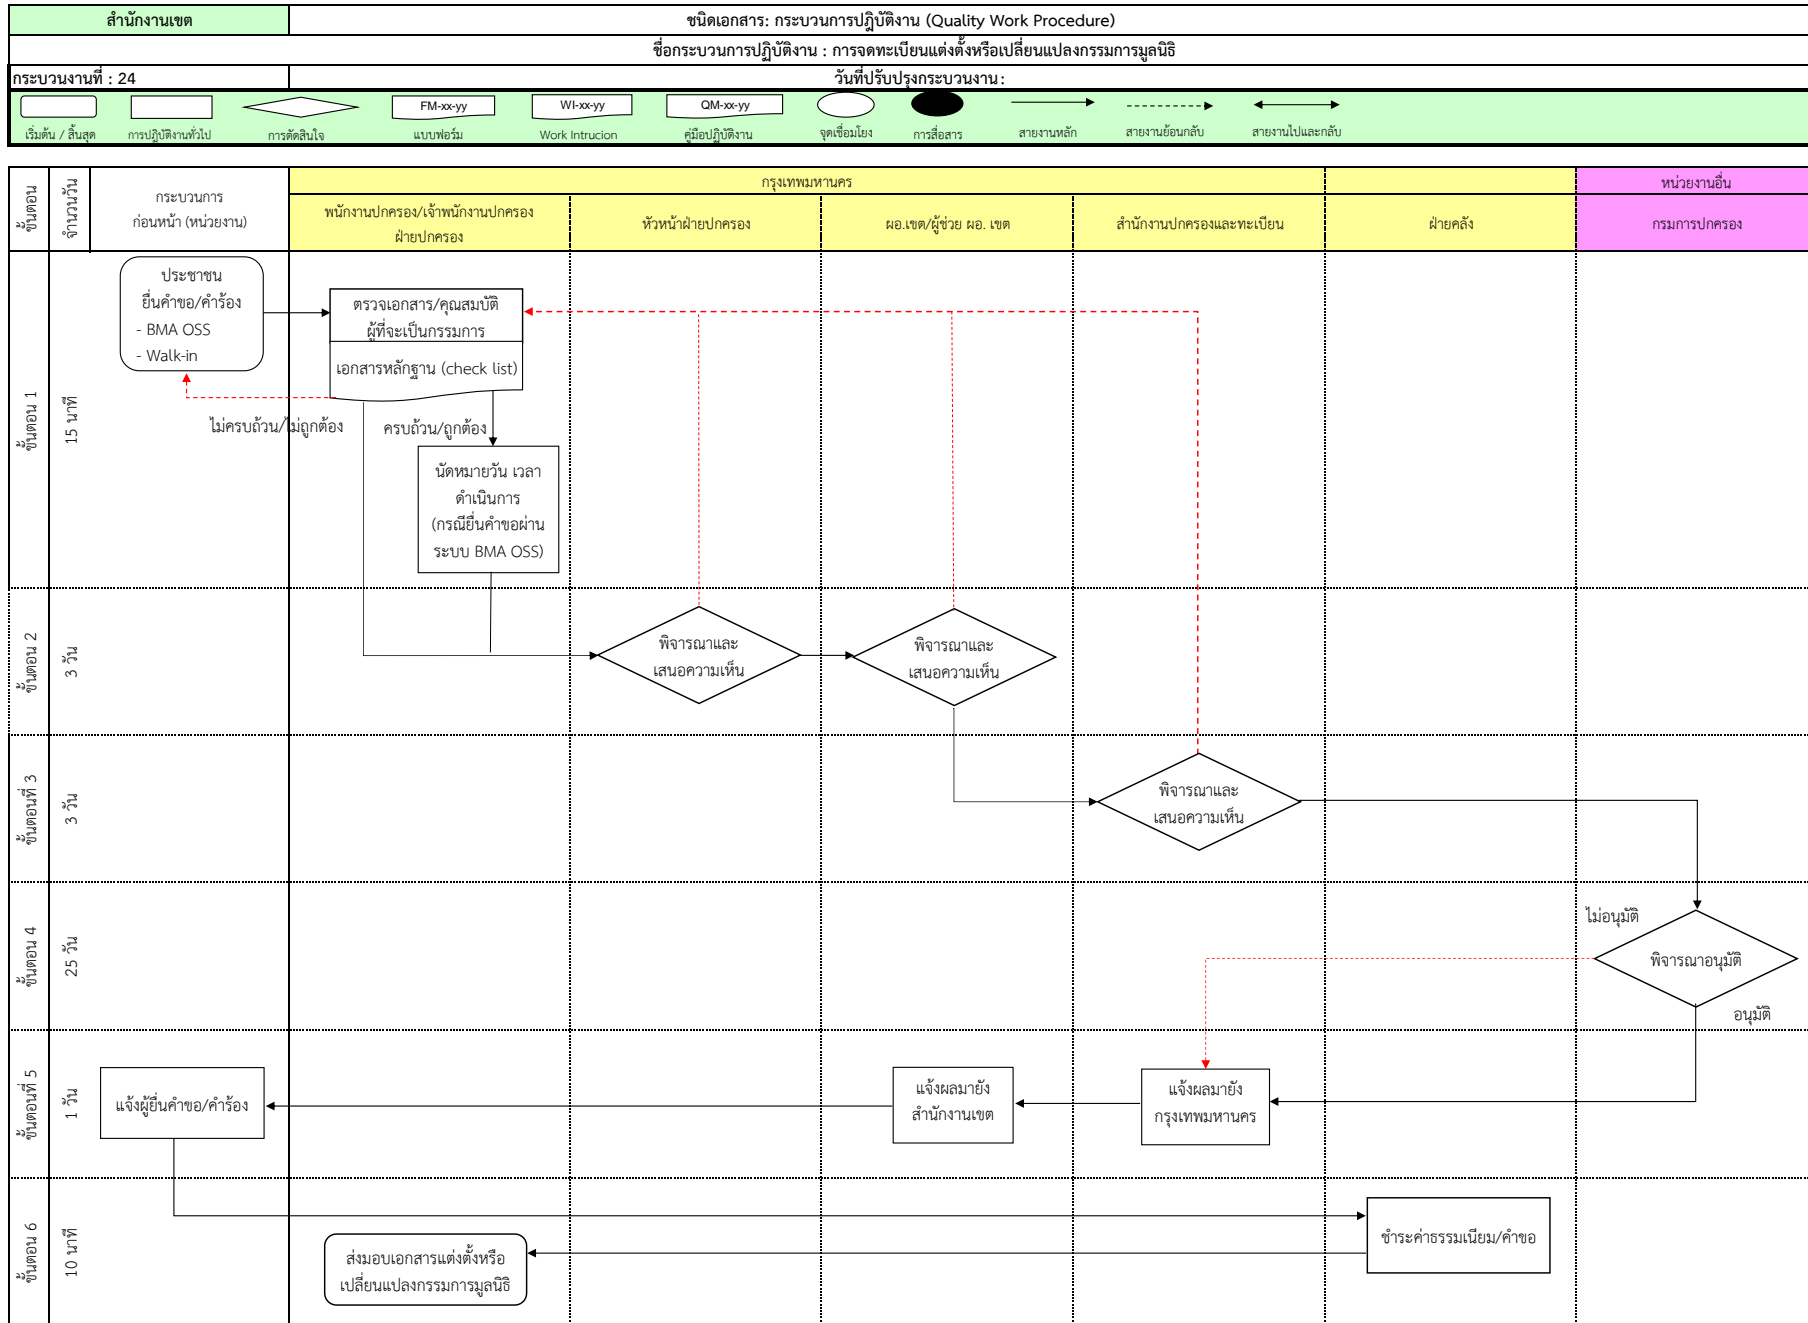 สำนักงานเขต
ชนิดเอกสาร: กระบวนการปฏิบัติงาน (Quality Work Procedure)
ชื่อกระบวนการปฏิบัติงาน : การจดทะเบียนแต่งตั้งหรือเปลี่ยนแปลงกรรมการมูลนิธิ
กระบวนงานที่ : 24
วันที่ปรับปรุงกระบวนงาน :
FM-xx-yy
WI-xx-yy
QM-xx-yy
เริ่มต้น / สิ้นสุด
การปฏิบัติงานทั่วไป
การตัดสินใจ
แบบฟอร์ม
Work Intrucion
คู่มือปฏิบัติงาน
จุดเชื่อมโยง
การสื่อสาร
สายงานหลัก
สายงานย้อนกลับ
สายงานไปและกลับ
ขั้นตอน
จำนวนวัน
กระบวนการ
ก่อนหน้า (หน่วยงาน)
กรุงเทพมหานคร
หน่วยงานอื่น
พนักงานปกครอง/เจ้าพนักงานปกครอง
ฝ่ายปกครอง
หัวหน้าฝ่ายปกครอง
ผอ.เขต/ผู้ช่วย ผอ. เขต
สำนักงานปกครองและทะเบียน
ฝ่ายคลัง
กรมการปกครอง
ขั้นตอน 1
15 นาที
ประชาชน
ยื่นคำขอ/คำร้อง
- BMA OSS
- Walk-in
ตรวจเอกสาร/คุณสมบัติ
ผู้ที่จะเป็นกรรมการ
เอกสารหลักฐาน (check list)
ไม่ครบถ้วน/ไม่ถูกต้อง
ครบถ้วน/ถูกต้อง
นัดหมายวัน เวลา
ดำเนินการ
(กรณียื่นคำขอผ่าน
ระบบ BMA OSS)
ขั้นตอน 2
3 วัน
พิจารณาและ
เสนอความเห็น
พิจารณาและ
เสนอความเห็น
ขั้นตอนที่ 3
3 วัน
พิจารณาและ
เสนอความเห็น
ขั้นตอน 4
25 วัน
ไม่อนุมัติ
พิจารณาอนุมัติ
อนุมัติ
ขั้นตอนที่ 5
1 วัน
แจ้งผู้ยื่นคำขอ/คำร้อง
แจ้งผลมายัง
สำนักงานเขต
แจ้งผลมายัง
กรุงเทพมหานคร
ขั้นตอน 6
10 นาที
ส่งมอบเอกสารแต่งตั้งหรือ
เปลี่ยนแปลงกรรมการมูลนิธิ
ชำระค่าธรรมเนียม/คำขอ